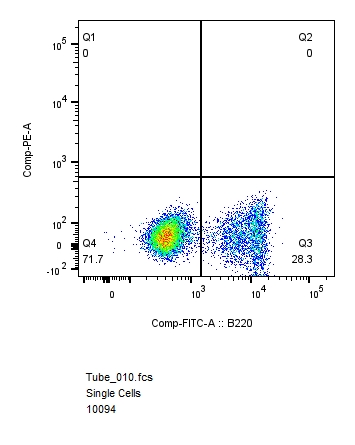 Q1
0
Q2
0
10^5
10^4
10^3
10^2
0
-10^2
Comp-PE-A
Q4
71.7
Q3
28.3
0
10^3
10^4
10^5
Comp-FITC-A :: B220
Tube_010.fcs
Single Cells
10094